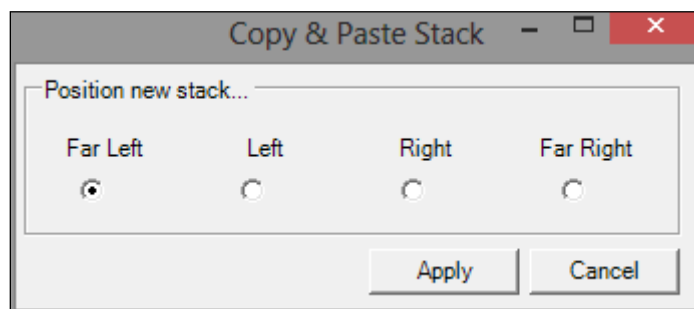 Copy & Paste Stack
Position new stack...
Far Left Left Right Far Right
Apply Cancel